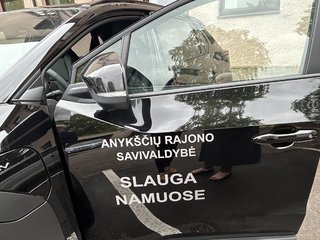 ANYKŠČIŲ RAJONO
SAVIVALDYBĖ
SLAUGA
NAMUOSE